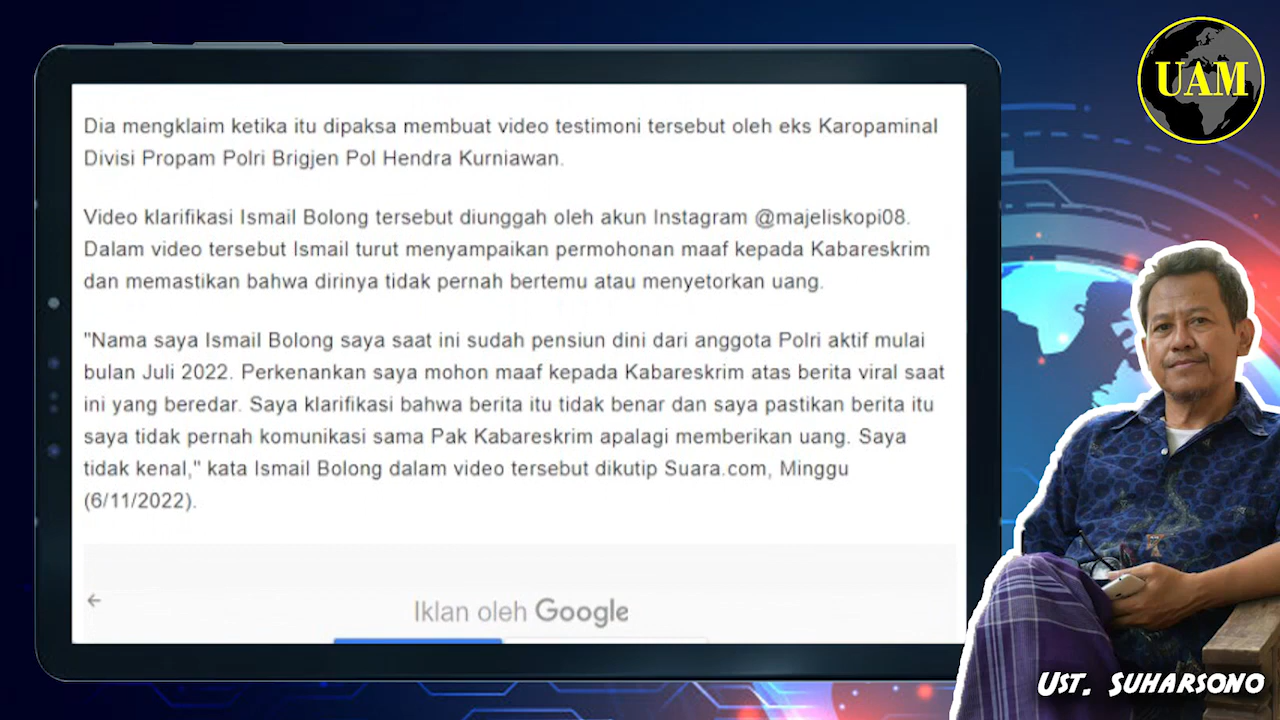 Dia mengklaim ketika itu dipaksa membuat video testimoni tersebut oleh eks Karopaminal
Divisi Propam Polri Brigjen Pol Hendra Kurniawan.
Video klarifikasi Ismail Bolong tersebut diunggah oleh akun Instagram @majeliskopi08.
Dalam video tersebut Ismail turut menyampaikan permohonan maaf kepada Kabareskrim
dan memastikan bahwa dirinya tidak pernah bertemu atau menyetorkan uang.
"Nama saya Ismail Bolong saya saat ini sudah pensiun dini dari anggota Polri aktif mulai
bulan Juli 2022. Perkenankan saya mohon maaf kepada Kabareskrim atas berita viral saat
ini yang beredar. Saya klarifikasi bahwa berita itu tidak benar dan saya pastikan berita itu
saya tidak pernah komunikasi sama Pak Kabareskrim apalagi memberikan uang. Saya
tidak kenal," kata Ismail Bolong dalam video tersebut dikutip Suara.com, Minggu
(6/11/2022).
Iklan oleh Google
UAM
UST. SUHARSONO